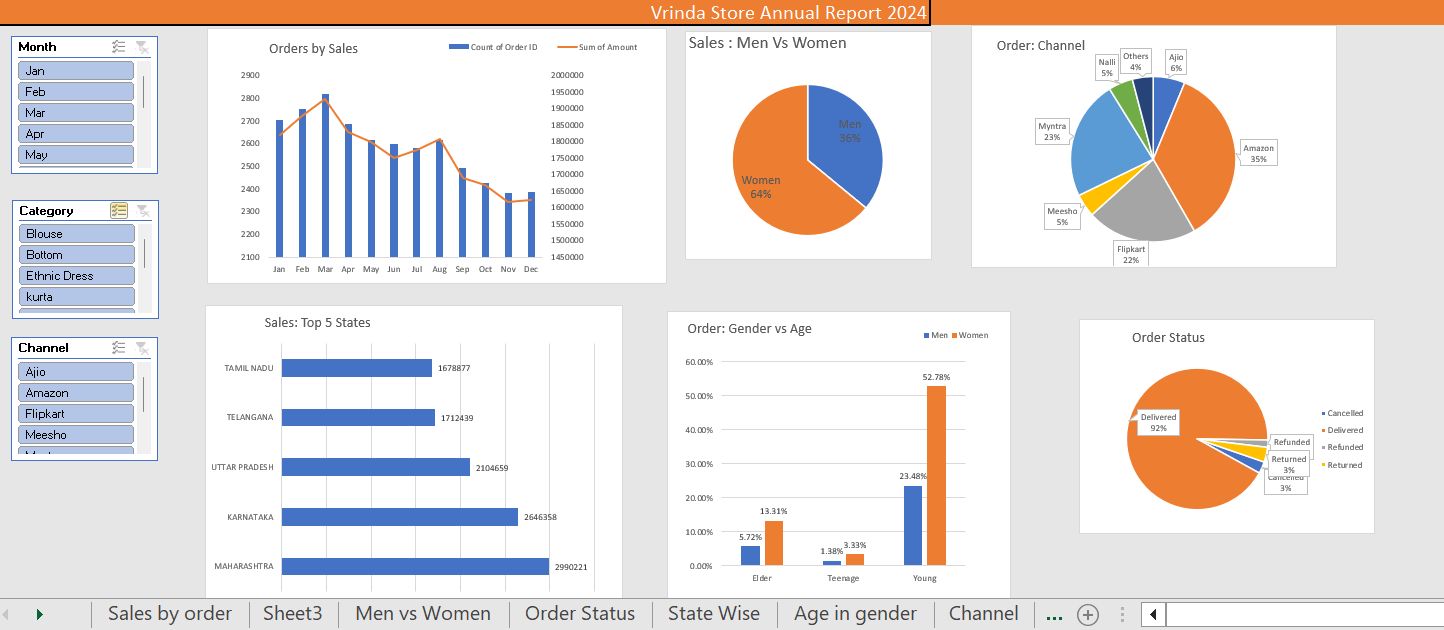 Vrinda Store Annual Report 2024
Month
Jan
Feb
Mar
Apr
May
Category
Blouse
Bottom
Ethnic Dress
kurta
Channel
Ajio
Amazon
Flipkart
Meesho
Orders by Sales
Count of Order ID
Sum of Amount
2900
2800
2700
2600
2500
2400
2300
2200
2100
2000000
1950000
1900000
1850000
1800000
1750000
1700000
1650000
1600000
1550000
1500000
1450000
Jan Feb Mar Apr May Jun Jul Aug Sep Oct Nov Dec
Sales : Men Vs Women
Men
36%
Women
64%
Order: Channel
Ajio
6%
Amazon
35%
Flipkart
22%
Meesho
5%
Myntra
23%
Nalli
5%
Others
4%
Sales: Top 5 States
TAMIL NADU 1678877
TELANGANA 1712439
UTTAR PRADESH 2104659
KARNATAKA 2646358
MAHARASHTRA 2990221
Order: Gender vs Age
Men Women
60.00%
50.00%
40.00%
30.00%
20.00%
10.00%
0.00%
5.72%
13.31%
1.38%
3.33%
23.48%
52.78%
Elder Teenage Young
Order Status
Delivered
92%
Refunded
Returned
3%
Cancelled
3%
Cancelled
Delivered
Refunded
Returned
Sales by order Sheet3 Men vs Women Order Status State Wise Age in gender Channel ...